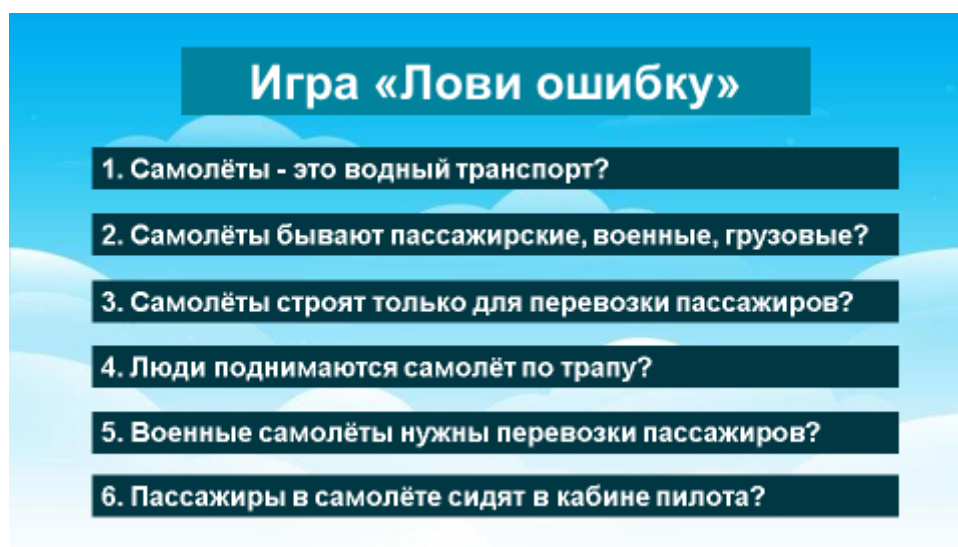 Игра «Лови ошибку»
1. Самолёты - это водный транспорт?
2. Самолёты бывают пассажирские, военные, грузовые?
3. Самолёты строят только для перевозки пассажиров?
4. Люди поднимаются самолёт по трапу?
5. Военные самолёты нужны перевозки пассажиров?
6. Пассажиры в самолёте сидят в кабине пилота?